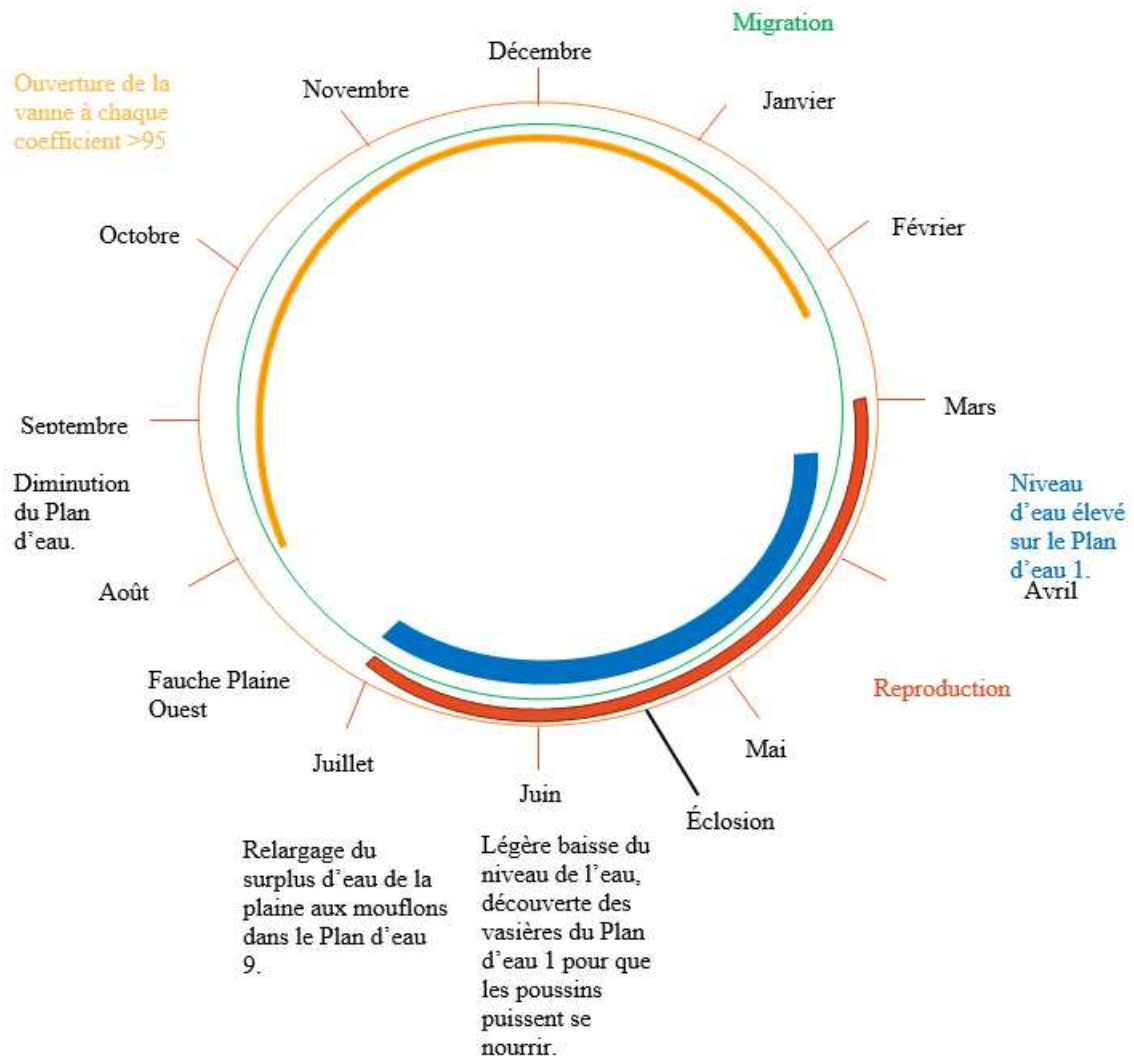 Migration
Décembre
Ouverture de la
vanne à chaque
coefficient >95
Novembre
Janvier
Octobre
Février
Septembre
Mars
Diminution
du Plan
d'eau.
Niveau
d'eau élevé
sur le Plan
d'eau 1.
Août
Avril
Fauche Plaine
Ouest
Reproduction
Juillet
Mai
Juin
Éclosion
Relargage du
surplus d'eau de la
plaine aux mouflons
dans le Plan d'eau
9.
Légère baisse du
niveau de l'eau,
découverte des
vasières du Plan
d'eau 1 pour que
les poussins
puissent se
nourrir.